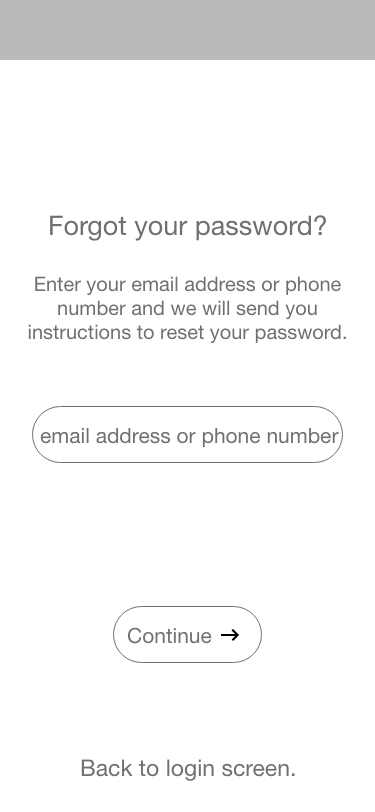 Forgot your password?
Enter your email address or phone
number and we will send you
instructions to reset your password.
email address or phone number
Continue →
Back to login screen.